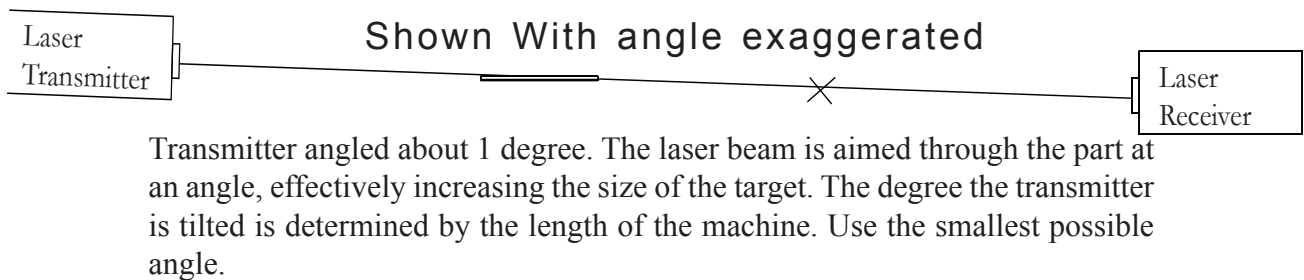 Laser
Transmitter
Shown With angle exaggerated
Laser
Receiver
Transmitter angled about 1 degree. The laser beam is aimed through the part at
an angle, effectively increasing the size of the target. The degree the transmitter
is tilted is determined by the length of the machine. Use the smallest possible
angle.